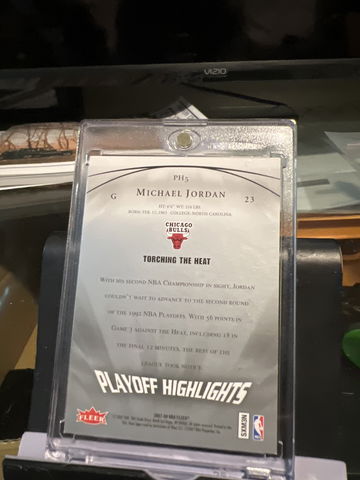 VIZIO
PH5
G MICHAEL JORDAN 23
CHICAGO
BULLS
TORCHING THE HEAT
WITH HIS SECOND NBA CHAMPIONSHIP IN SIGHT, JORDAN
COULDN'T WAIT TO ADVANCE TO THE SECOND ROUND
OF THE 1992 NBA PLAYOFFS. WITH 56 POINTS IN
GAME 3 AGAINST THE HEAT, INCLUDING 18 IN
THE FINAL 12 MINUTES, THE REST OF THE
LEAGUE TOOK NOTICE.
PLAYOFF HIGHLIGHTS
FLEER
SXM3N
NBA